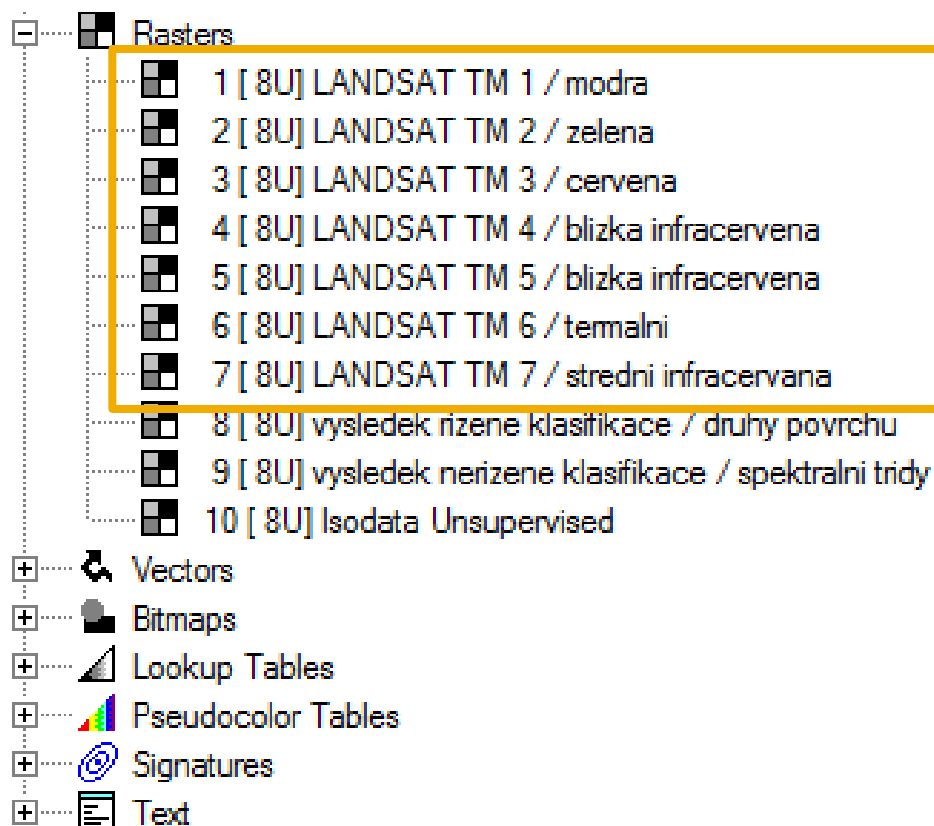 Rasters
1 [ 8U] LANDSAT TM 1 / modra
2 [ 8U] LANDSAT TM 2 / zelena
3 [ 8U] LANDSAT TM 3 / cervena
4 [ 8U] LANDSAT TM 4 / blizka infracervena
5 [ 8U] LANDSAT TM 5 / blizka infracervena
6 [ 8U] LANDSAT TM 6 / termalni
7 [ 8U] LANDSAT TM 7 / stredni infracervana
8 [ 8U] vysledek rizene klasifikace / druhy povrchu
9 [ 8U] vysledek nerizene klasifikace / spektralni tridy
10 [ 8U] Isodata Unsupervised
Vectors
Bitmaps
Lookup Tables
Pseudocolor Tables
Signatures
Text